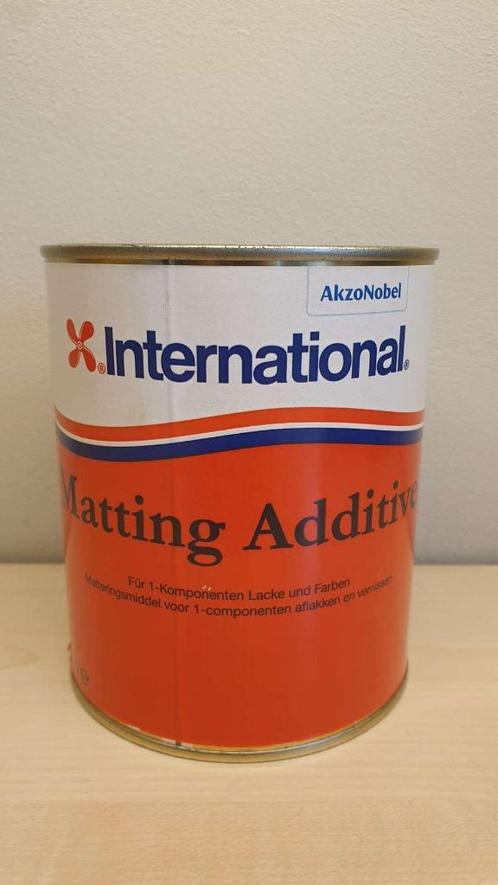 AkzoNobel
International®
Matting Additive
Für 1-Komponenten Lacke und Farben
Matteringsmiddel voor 1-componenten aflakken en vernissen